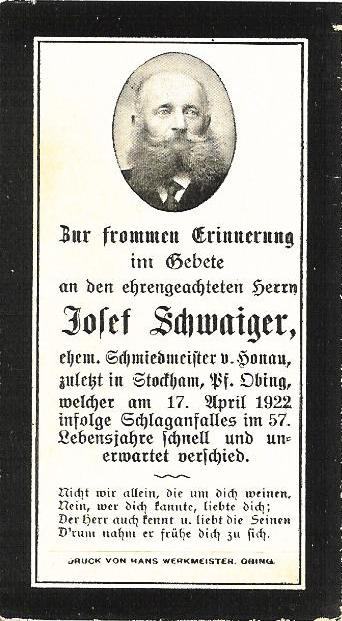 Zur frommen Erinnerung
im Gebete
an den ehrengeachteten Herrn
Josef Schwaiger,
ehem. Schmiedmeister v. Honau,
zuletzt in Stockham, Pf. Obing,
welcher am 17. April 1922
infolge Schlaganfalles im 57.
Lebensjahre schnell und un-
erwartet verschied.
Nicht wir allein, die um dich weinen,
Nein, wer dich kannte, liebte dich;
Der Herr auch kennt u. liebt die Seinen
D'rum nahm er frühe dich zu sich.
DRUCK VON HANS WERKMEISTER, OBING.